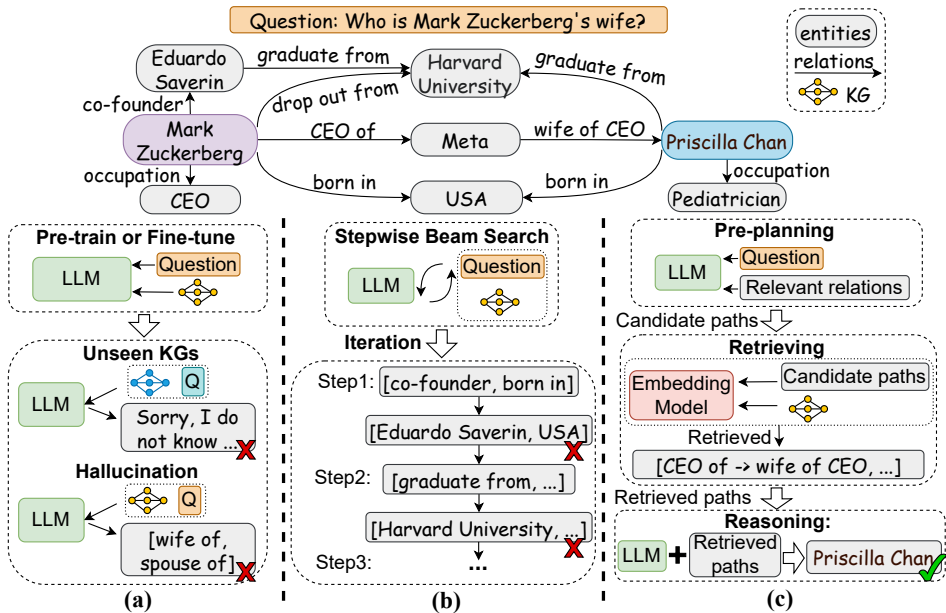 Question: Who is Mark Zuckerberg's wife?
Eduardo
Saverin
graduate from
Harvard
University
graduate from
entities
relations
KG
co-founder
drop out from
Mark
Zuckerberg
CEO of
Meta
wife of CEO
Priscilla Chan
occupation
CEO
born in
USA
born in
occupation
Pediatrician
Pre-train or Fine-tune
LLM
Question
Unseen KGs
LLM
Q
Sorry, I do
not know ...
Hallucination
LLM
Q
[wife of,
spouse of]
(a)
Stepwise Beam Search
LLM
Question
Iteration
Step1:
[co-founder, born in]
[Eduardo Saverin, USA]
Step2:
[graduate from, ...]
[Harvard University, ...]
Step3:
...
(b)
Pre-planning
LLM
Question
Relevant relations
Candidate paths
Retrieving
Embedding
Model
Candidate paths
Retrieved
[CEO of -> wife of CEO, ...]
Retrieved paths
Reasoning:
LLM
+
Retrieved
paths
Priscilla Chan
(c)